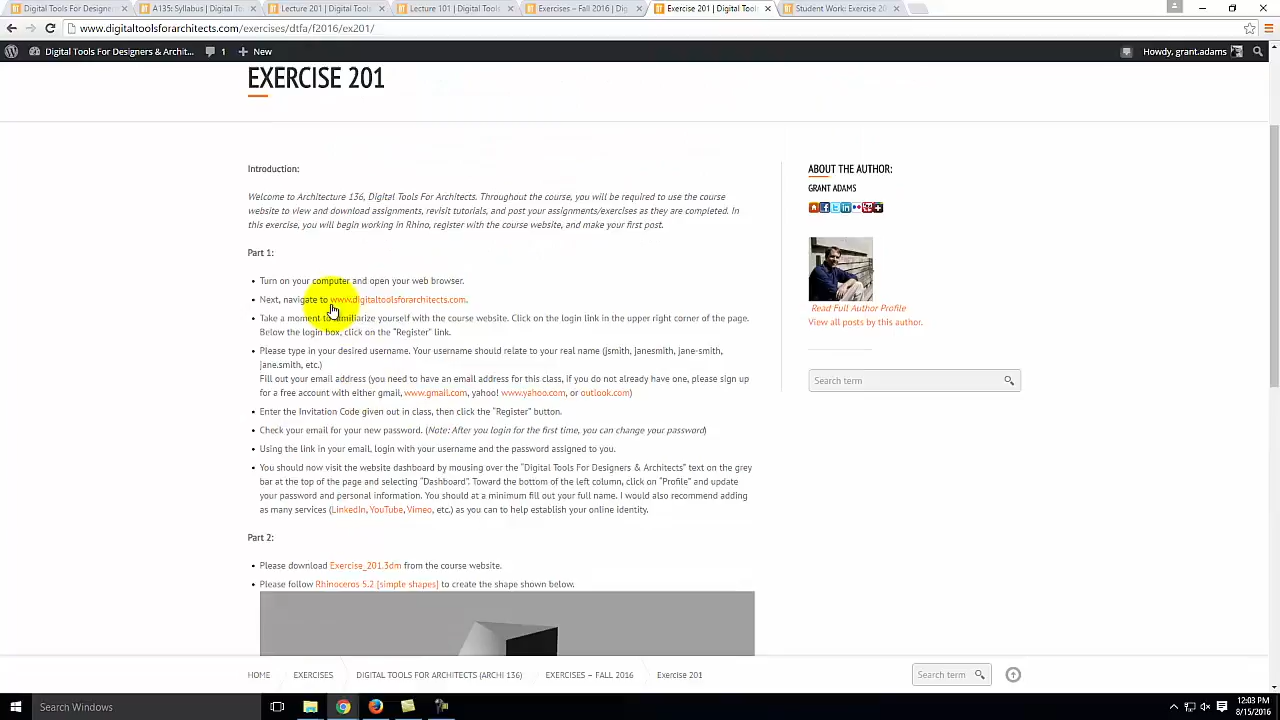 Digital Tools For Designer
A135: Syllabus | Digital T
Lecture 201 | Digital Tools
Lecture 101 | Digital Tools
Exercises – Fall 2016 | Dig
Exercise 201 | Digital Tools
Student Work: Exercise 20
www.digitaltoolsforarchitects.com/exercises/dtfa/f2016/ex201/
Digital Tools For Designers & Archite...
1
New
Howdy, grant.adams
EXERCISE 201
Introduction:
Welcome to Architecture 136, Digital Tools For Architects. Throughout the course, you will be required to use the course
website to view and download assignments, revisit tutorials, and post your assignments/exercises as they are completed. In
this exercise, you will begin working in Rhino, register with the course website, and make your first post.
Part 1:
• Turn on your computer and open your web browser.
• Next, navigate to www.digitaltoolsforarchitects.com.
• Take a moment to familiarize yourself with the course website. Click on the login link in the upper right corner of the page.
Below the login box, click on the “Register” link.
• Please type in your desired username. Your username should relate to your real name (jsmith, janesmith, jane-smith,
jane.smith, etc.)
Fill out your email address (you need to have an email address for this class, if you do not already have one, please sign up
for a free account with either gmail, www.gmail.com, yahoo! www.yahoo.com, or outlook.com)
• Enter the Invitation Code given out in class, then click the “Register” button.
• Check your email for your new password. (Note: After you login for the first time, you can change your password)
• Using the link in your email, login with your username and the password assigned to you.
• You should now visit the website dashboard by mousing over the “Digital Tools For Designers & Architects” text on the grey
bar at the top of the page and selecting “Dashboard”. Toward the bottom of the left column, click on “Profile” and update
your password and personal information. You should at a minimum fill out your full name. I would also recommend adding
as many services (LinkedIn, YouTube, Vimeo, etc.) as you can to help establish your online identity.
Part 2:
• Please download Exercise_201.3dm from the course website.
• Please follow Rhinoceros 5.2 [simple shapes] to create the shape shown below.
ABOUT THE AUTHOR:
GRANT ADAMS
Read Full Author Profile
View all posts by this author.
Search term
HOME
EXERCISES
DIGITAL TOOLS FOR ARCHITECTS (ARCHI 136)
EXERCISES – FALL 2016
Exercise 201
Search term
Search Windows
12:03 PM
8/15/2016